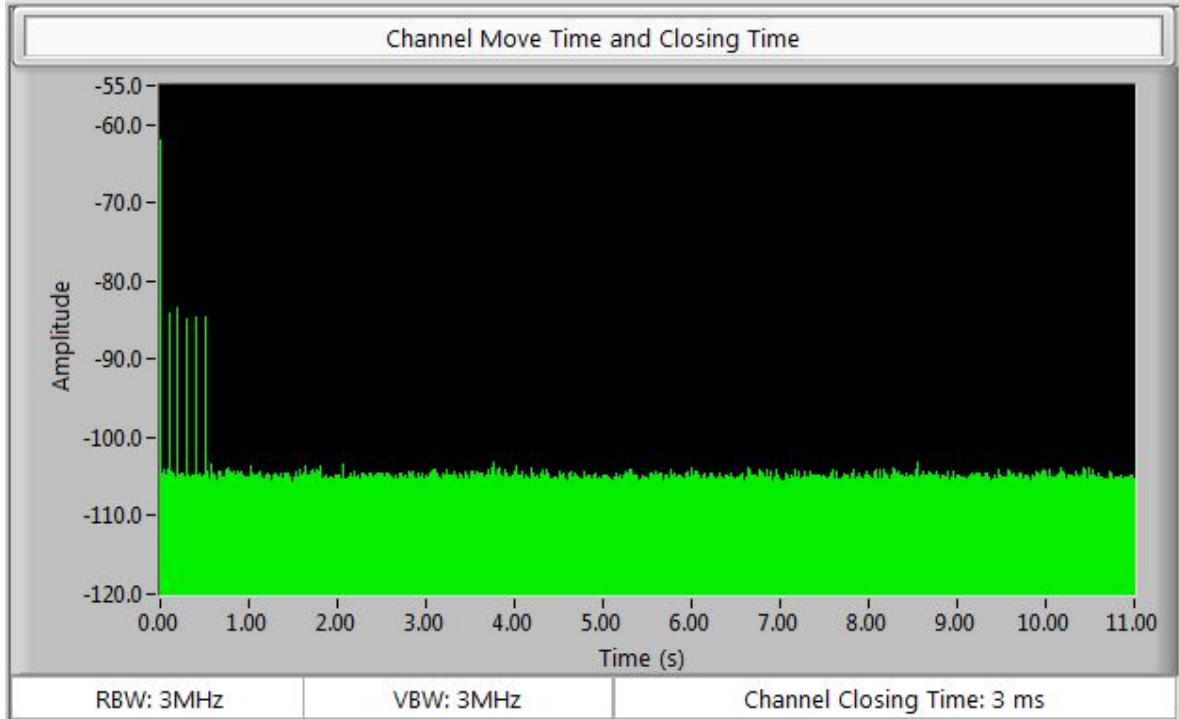 Channel Move Time and Closing Time
-55.0
-60.0
-70.0
-80.0
-90.0
-100.0
-110.0
-120.0
Amplitude
0.00 1.00 2.00 3.00 4.00 5.00 6.00 7.00 8.00 9.00 10.00 11.00
Time (s)
RBW: 3MHz VBW: 3MHz Channel Closing Time: 3 ms